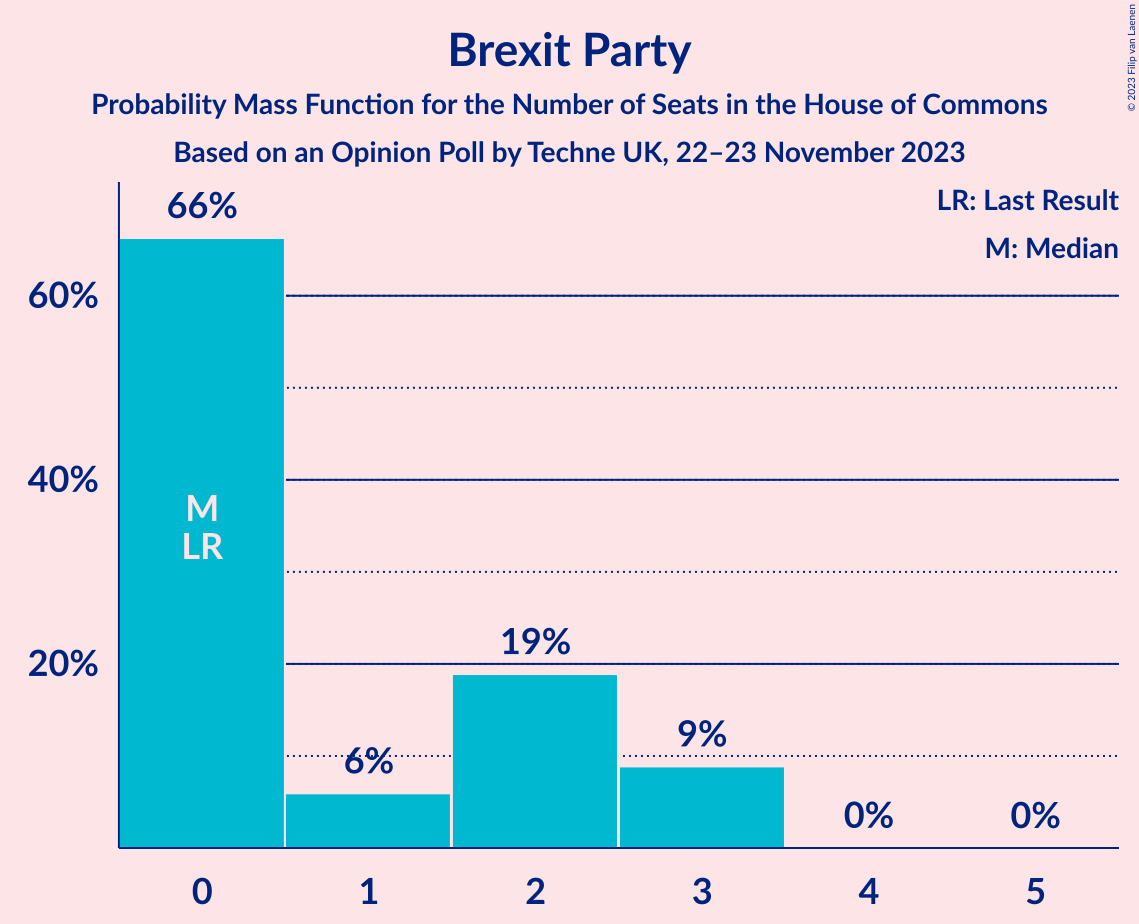 Brexit Party
Probability Mass Function for the Number of Seats in the House of Commons
Based on an Opinion Poll by Techne UK, 22–23 November 2023
© 2023 Filip van Laenen
LR: Last Result
M: Median
66%
60%
40%
M
LR
19%
20%
9%
6%
0%
0%
0
1
2
3
4
5